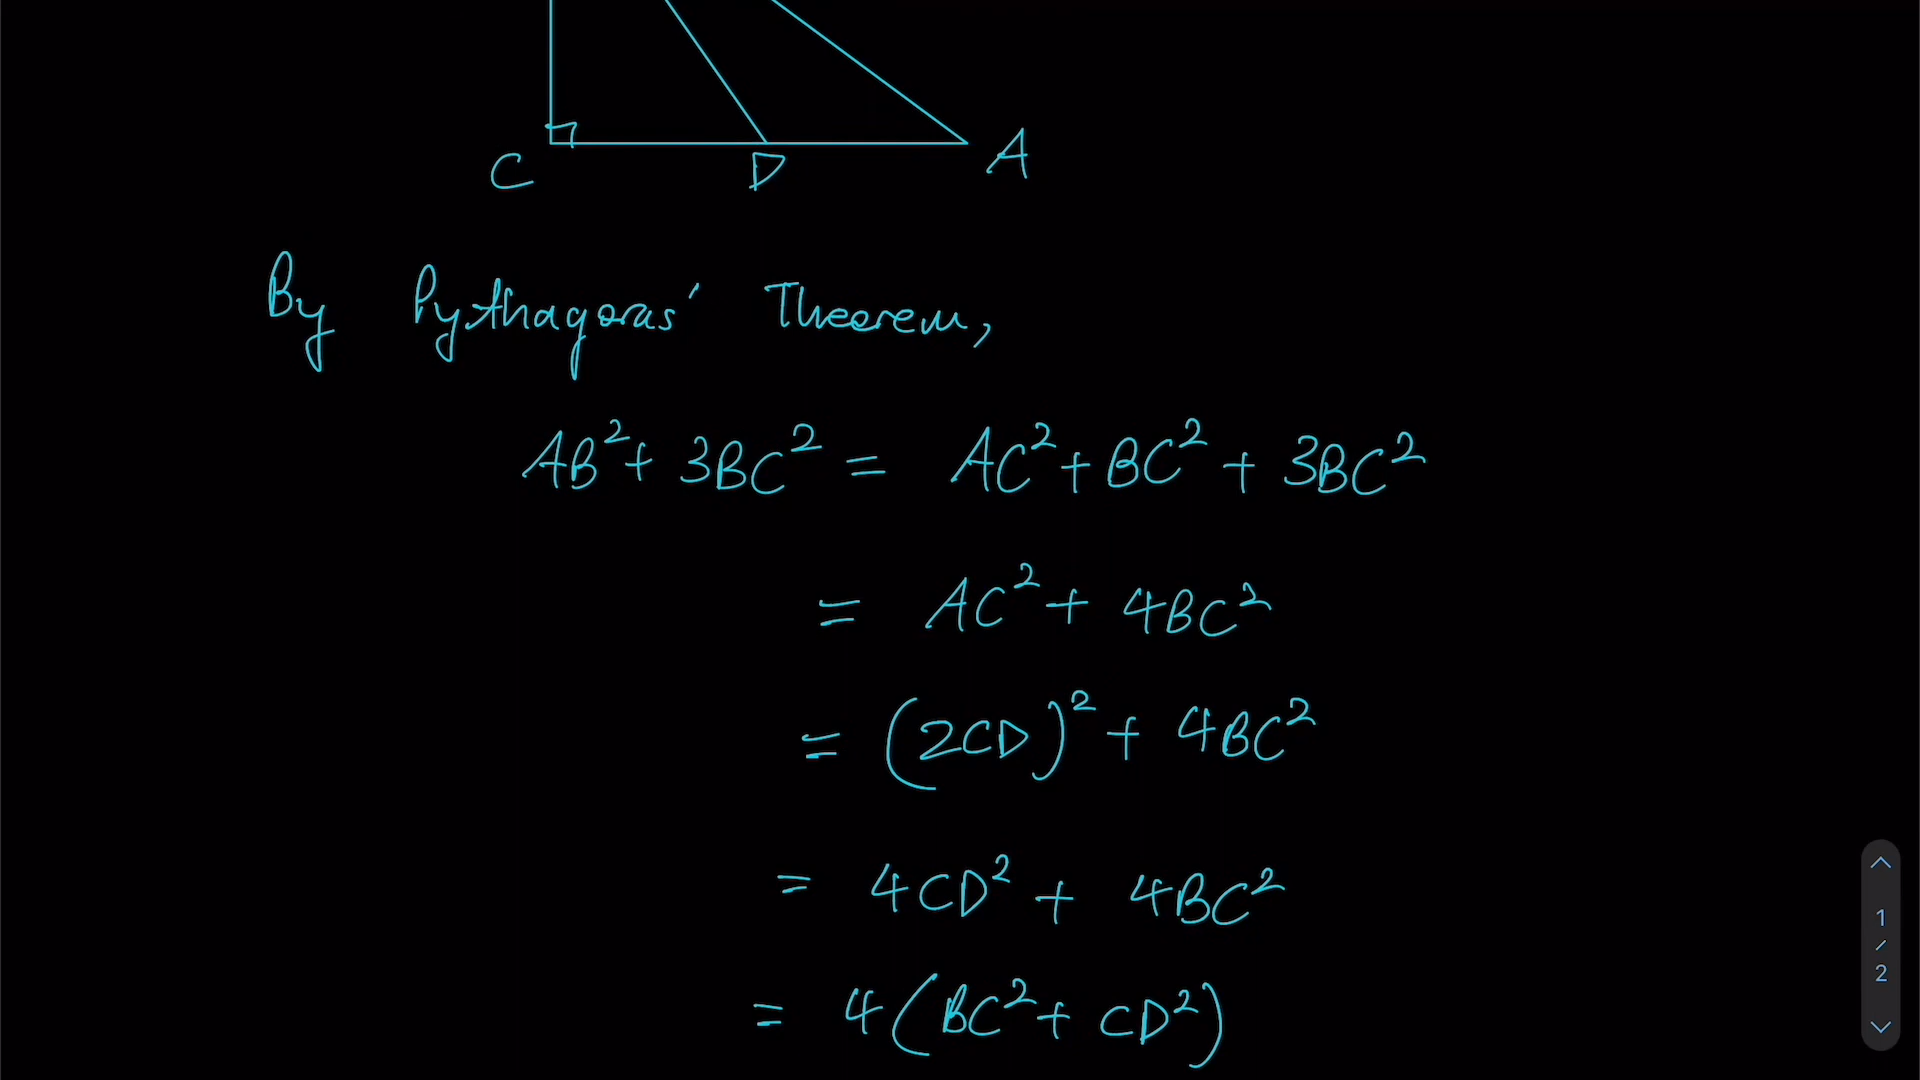 C D A
By Pythagoras' Theorem,
AB² + 3BC² = AC² + BC² + 3BC²
= AC² + 4BC²
= (2CD)² + 4BC²
= 4CD² + 4BC²
= 4(BC² + CD²)
1
/
2